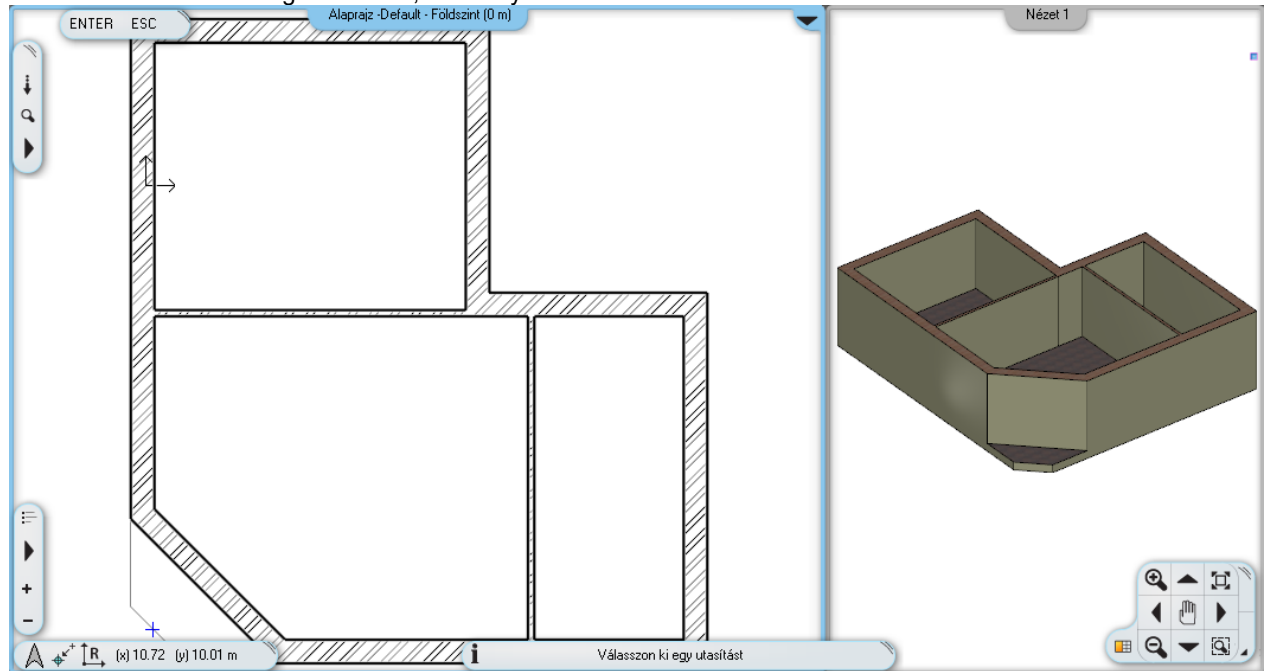 ENTER ESC
Alaprajz -Default - Földszint (0 m)
Nézet 1
R (x) 10.72 (y) 10.01 m
i
Válasszon ki egy utasítást